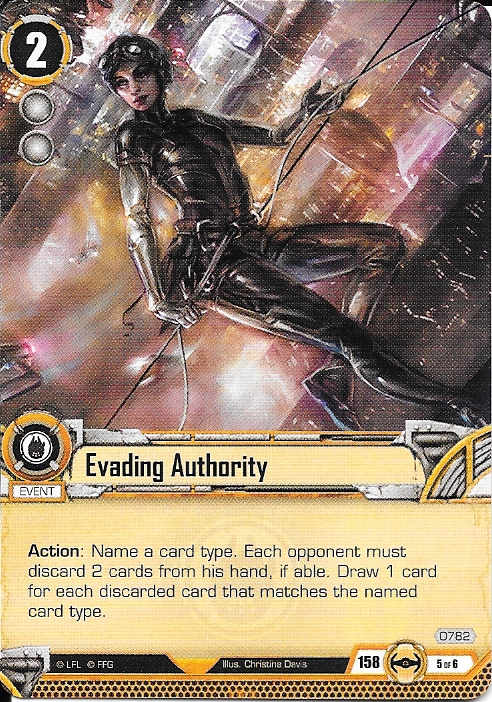 2
Evading Authority
EVENT
Action: Name a card type. Each opponent must
discard 2 cards from his hand, if able. Draw 1 card
for each discarded card that matches the named
card type.
0782
© LFL © FFG
Illus. Christine Davis
158
5 OF 6